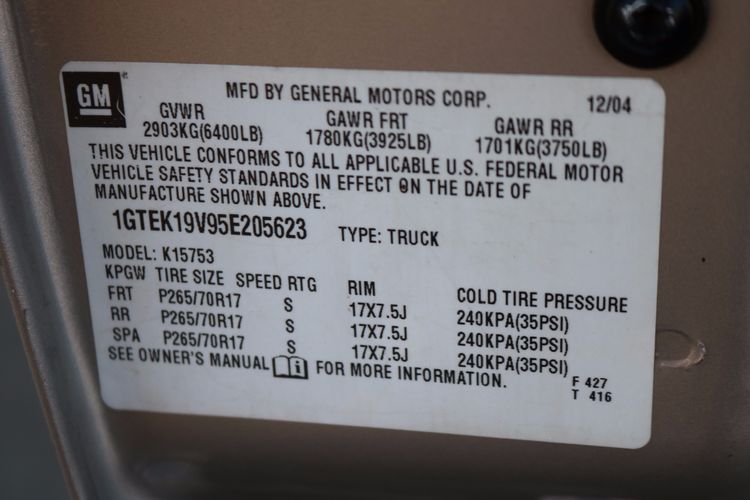 GM
MFD BY GENERAL MOTORS CORP. 12/04
GVWR GAWR FRT GAWR RR
2903KG(6400LB) 1780KG(3925LB) 1701KG(3750LB)
THIS VEHICLE CONFORMS TO ALL APPLICABLE U.S. FEDERAL MOTOR
VEHICLE SAFETY STANDARDS IN EFFECT ON THE DATE OF
MANUFACTURE SHOWN ABOVE.
1GTEK19V95E205623 TYPE: TRUCK
MODEL: K15753
KPGW TIRE SIZE SPEED RTG RIM COLD TIRE PRESSURE
FRT P265/70R17 S 17X7.5J 240KPA(35PSI)
RR P265/70R17 S 17X7.5J 240KPA(35PSI)
SPA P265/70R17 S 17X7.5J 240KPA(35PSI)
SEE OWNER'S MANUAL FOR MORE INFORMATION. F 427
T 416